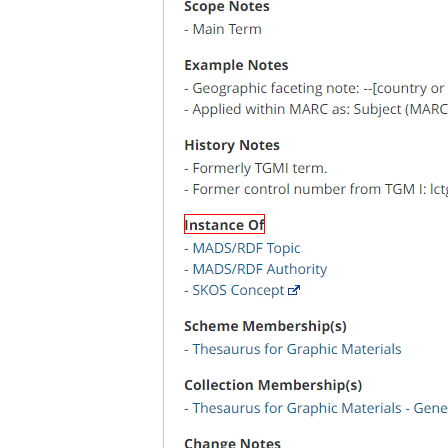 Scope Notes
- Main Term
Example Notes
- Geographic faceting note: --[country or
- Applied within MARC as: Subject (MARC
History Notes
- Formerly TGMI term.
- Former control number from TGM I: lctg
Instance Of
- MADS/RDF Topic
- MADS/RDF Authority
- SKOS Concept
Scheme Membership(s)
- Thesaurus for Graphic Materials
Collection Membership(s)
- Thesaurus for Graphic Materials - Gene
Change Notes